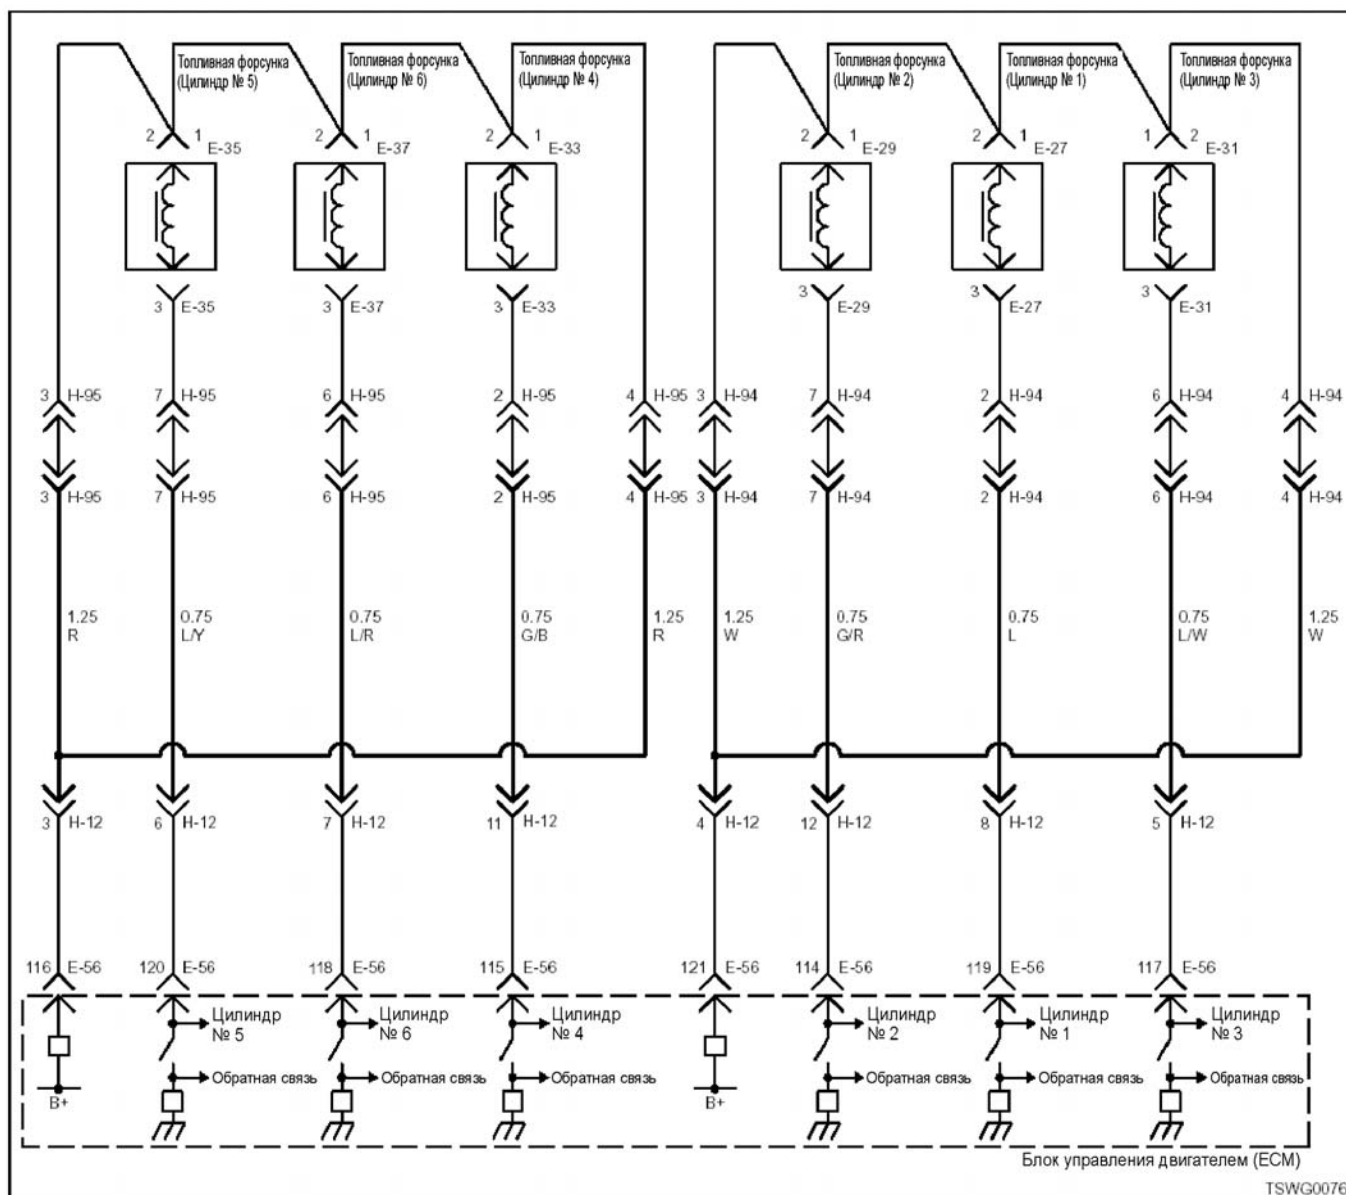 Топливная форсунка
(Цилиндр № 5)
Топливная форсунка
(Цилиндр № 6)
Топливная форсунка
(Цилиндр № 4)
Топливная форсунка
(Цилиндр № 2)
Топливная форсунка
(Цилиндр № 1)
Топливная форсунка
(Цилиндр № 3)
2 1 E-35
2 1 E-37
2 1 E-33
2 1 E-29
2 1 E-27
1 2 E-31
3 E-35
3 E-37
3 E-33
3 E-29
3 E-27
3 E-31
3 H-95
7 H-95
6 H-95
2 H-95
4 H-95
3 H-94
7 H-94
2 H-94
6 H-94
4 H-94
3 H-95
7 H-95
6 H-95
2 H-95
4 H-95
3 H-94
7 H-94
2 H-94
6 H-94
4 H-94
1.25
R
0.75
L/Y
0.75
L/R
0.75
G/B
1.25
R
1.25
W
0.75
G/R
0.75
L
0.75
L/W
1.25
W
3 H-12
6 H-12
7 H-12
11 H-12
4 H-12
12 H-12
8 H-12
5 H-12
116 E-56
120 E-56
118 E-56
115 E-56
121 E-56
114 E-56
119 E-56
117 E-56
Цилиндр
№ 5
Цилиндр
№ 6
Цилиндр
№ 4
Цилиндр
№ 2
Цилиндр
№ 1
Цилиндр
№ 3
Обратная связь
Обратная связь
Обратная связь
Обратная связь
Обратная связь
Обратная связь
B+
B+
Блок управления двигателем (ECM)
TSWG0076